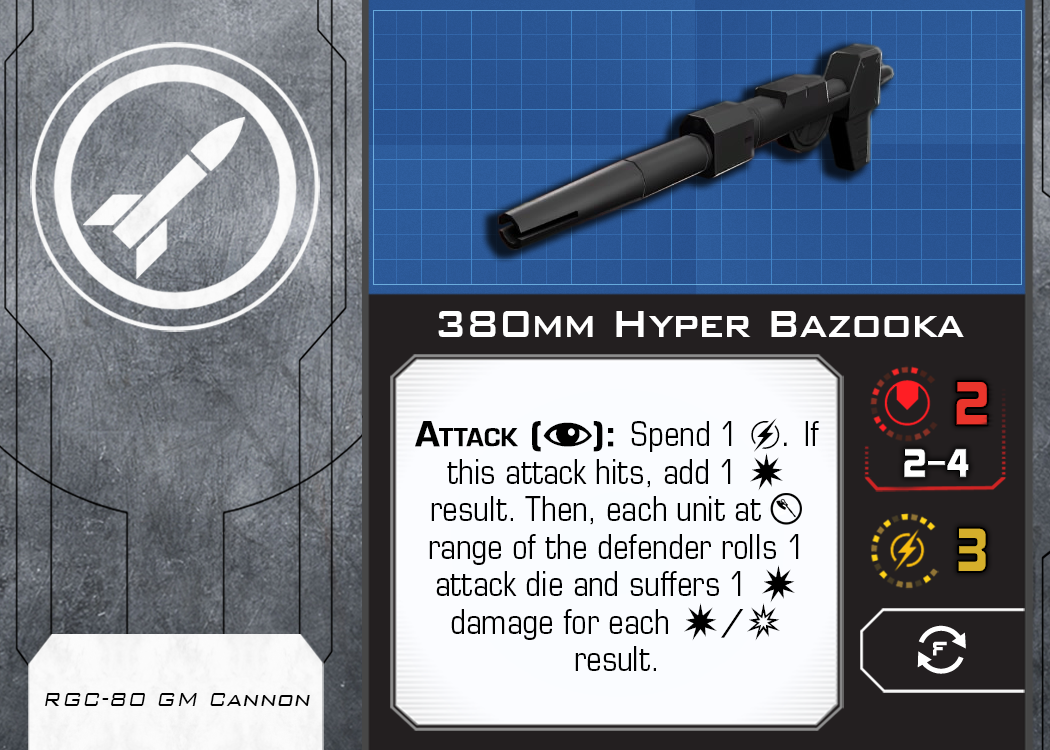 380mm Hyper Bazooka
Attack ( ): Spend 1 . If
this attack hits, add 1
result. Then, each unit at
range of the defender rolls 1
attack die and suffers 1
damage for each /
result.
2
2–4
3
F
RGC-80 GM Cannon